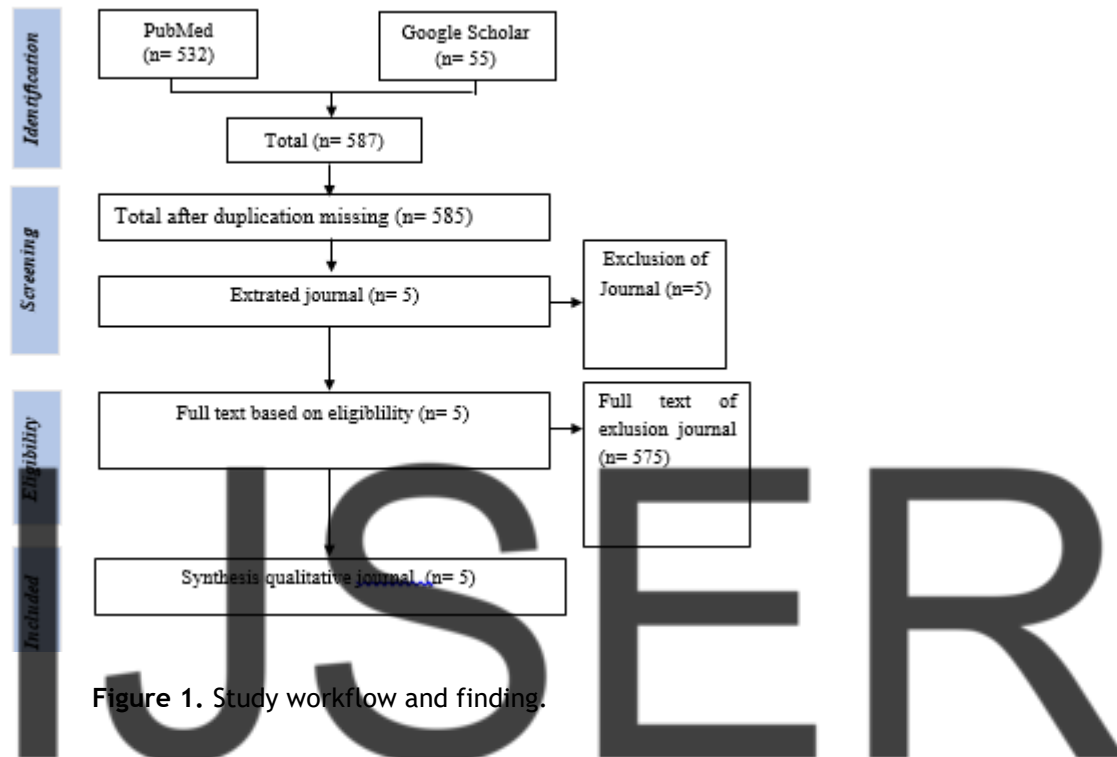 Identification
PubMed
(n= 532)
Google Scholar
(n= 55)
Total (n= 587)
Screening
Total after duplication missing (n= 585)
Extrated journal (n= 5)
Exclusion of
Journal (n=5)
Eligibility
Full text based on eligiblility (n= 5)
Full text of
exlusion journal
(n= 575)
Included
Synthesis qualitative journal (n= 5)
Figure 1. Study workflow and finding.
IJSER